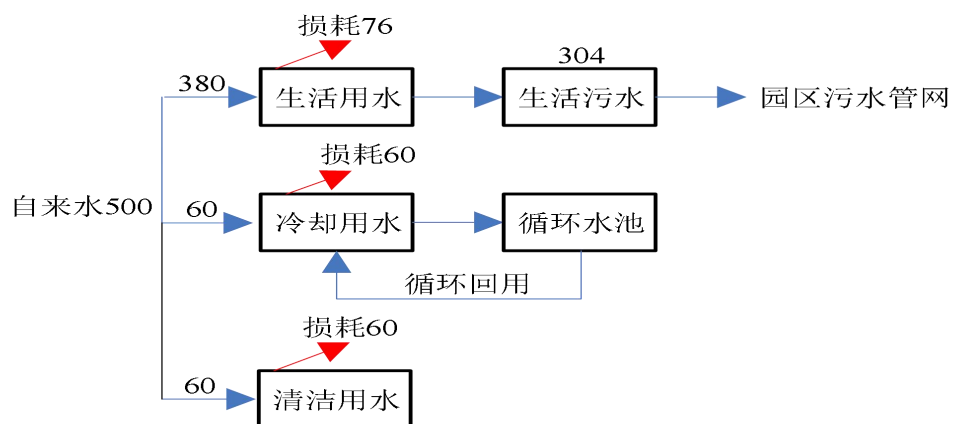 损耗76
304
380
生活用水
生活污水
园区污水管网
损耗60
自来水500
60
冷却用水
循环水池
循环回用
损耗60
60
清洁用水